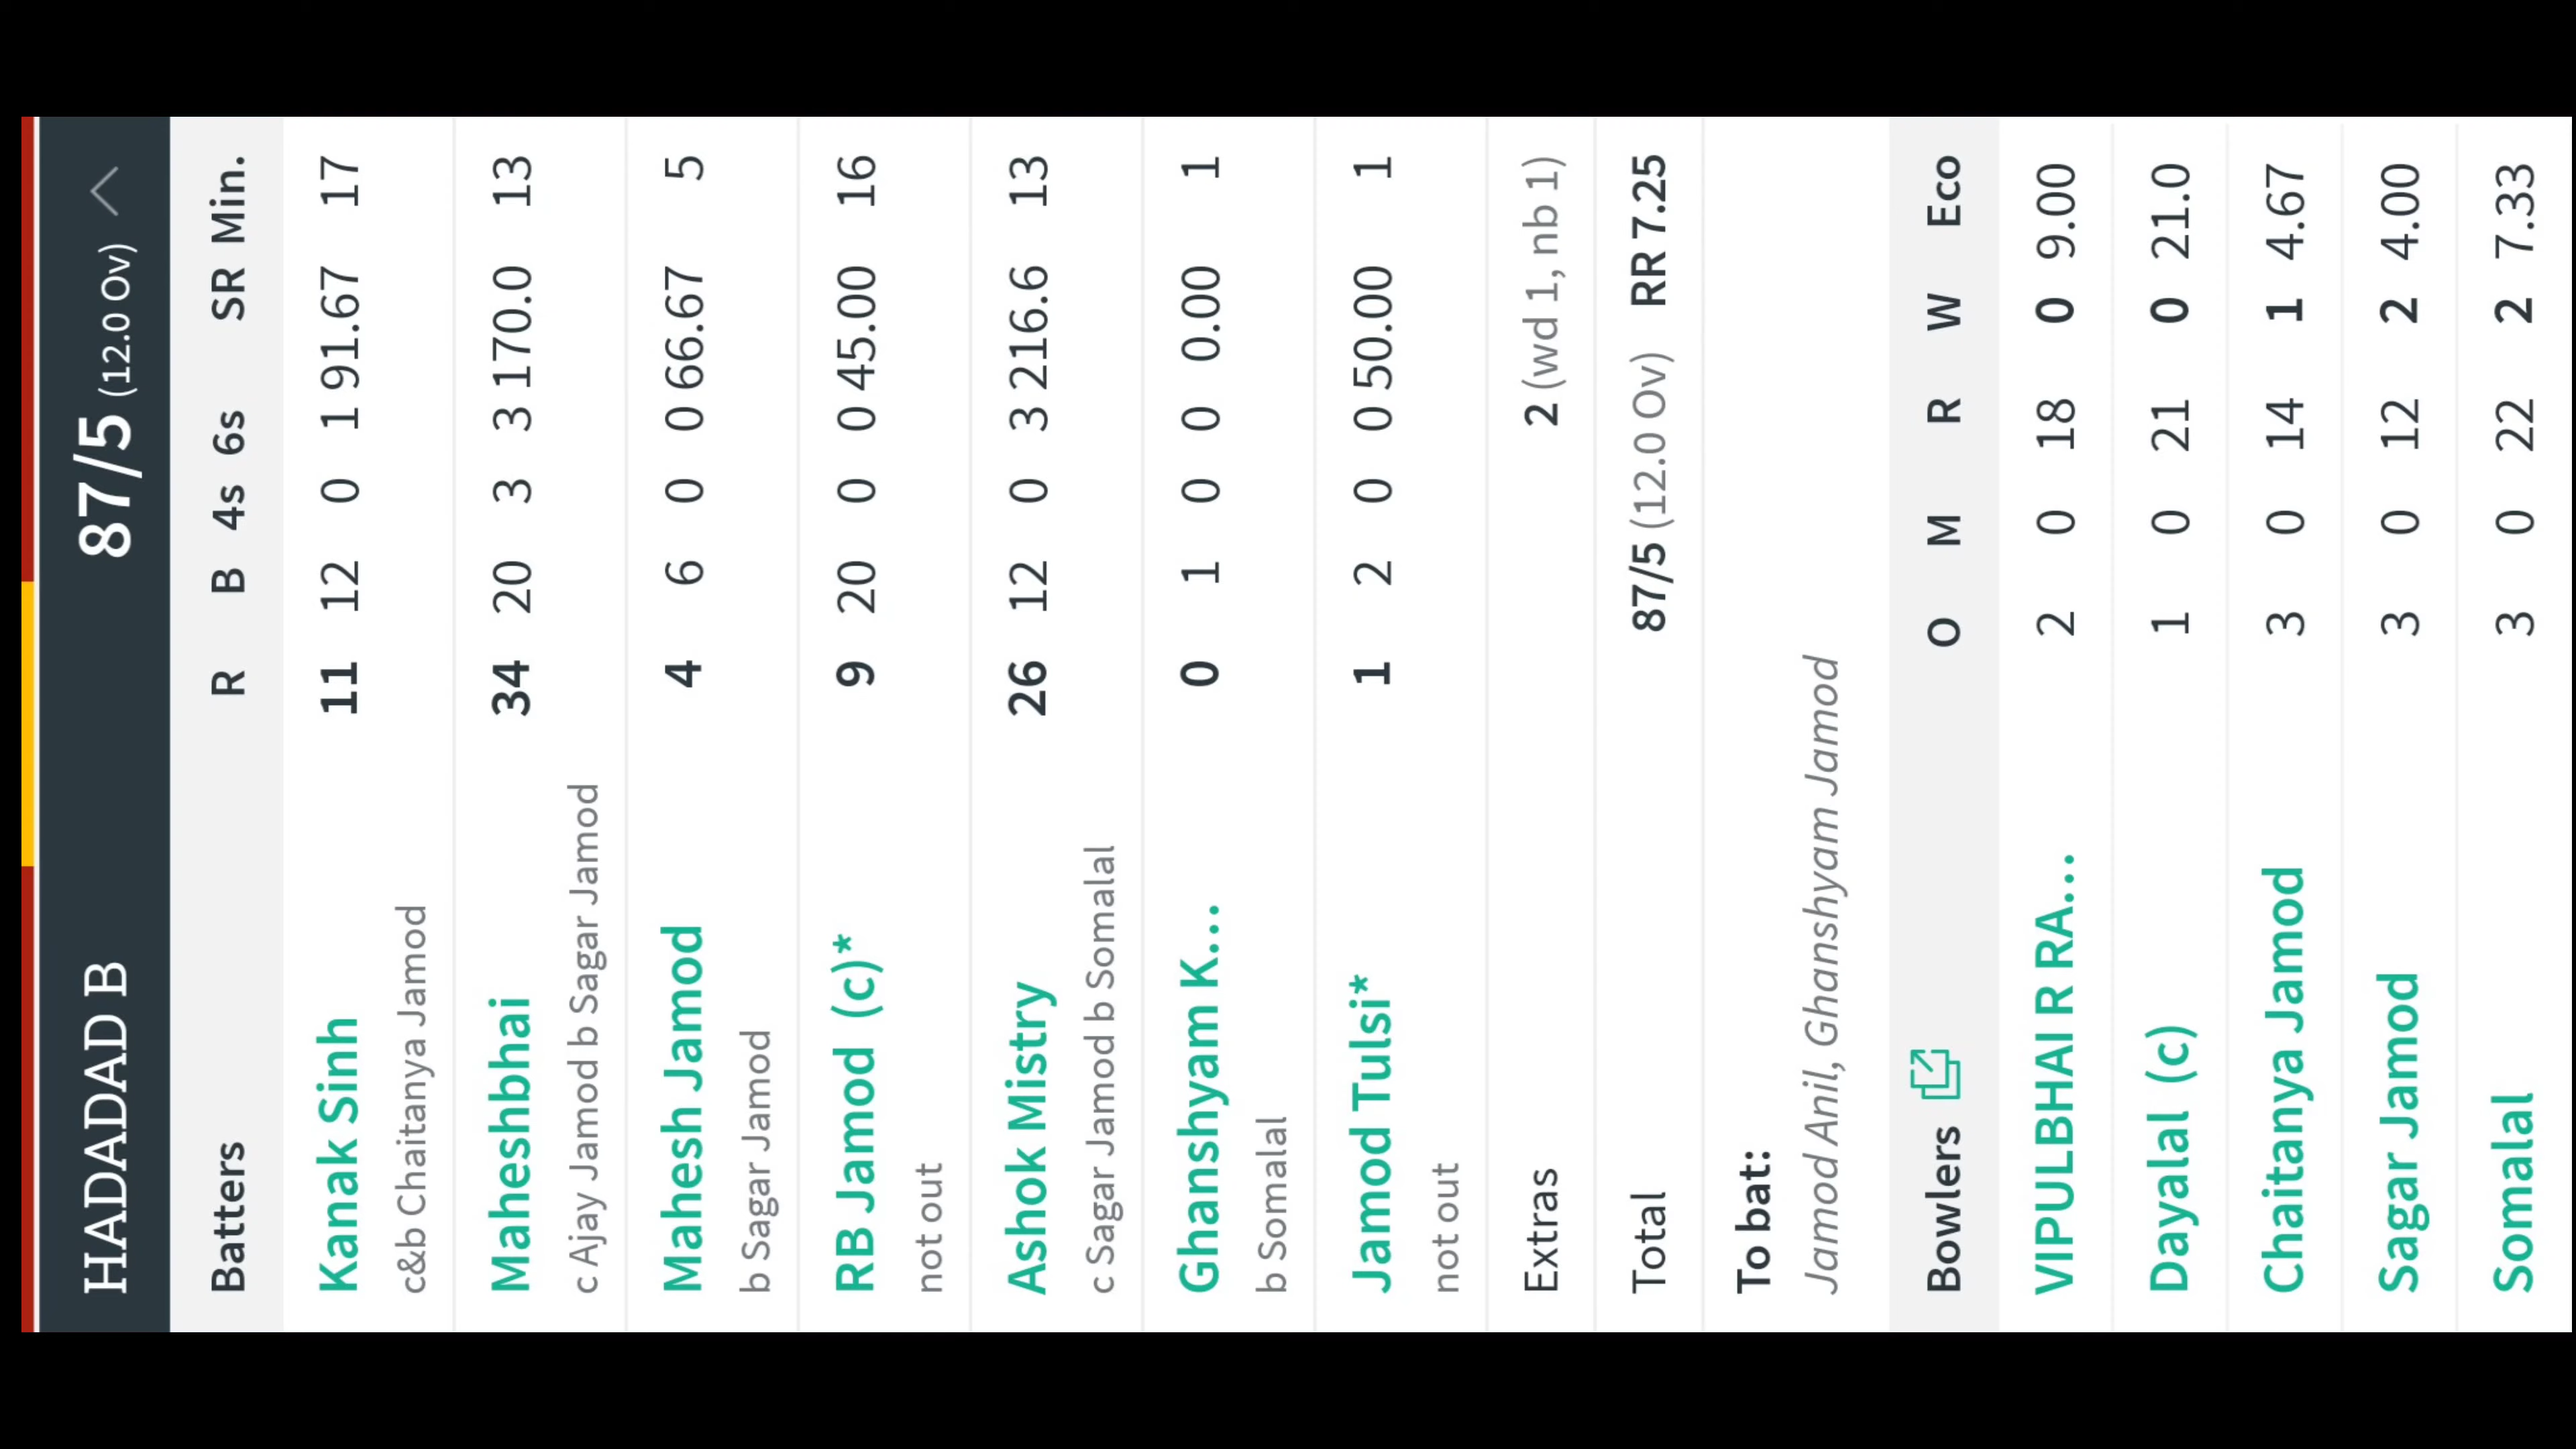 HADADAD B 87/5 (12.0 Ov)
Batters R B 4s 6s SR Min.
Kanak Sinh 11 12 0 1 91.67 17
c&b Chaitanya Jamod
Maheshbhai 34 20 3 3 170.0 13
c Ajay Jamod b Sagar Jamod
Mahesh Jamod 4 6 0 0 66.67 5
b Sagar Jamod
RB Jamod (c)* 9 20 0 0 45.00 16
not out
Ashok Mistry 26 12 0 3 216.6 13
c Sagar Jamod b Somalal
Ghanshyam K... 0 1 0 0 0.00 1
b Somalal
Jamod Tulsi* 1 2 0 0 50.00 1
not out
Extras 2 (wd 1, nb 1)
Total 87/5 (12.0 Ov) RR 7.25
To bat:
Jamod Anil, Ghanshyam Jamod
Bowlers O M R W Eco
VIPULBHAI R RA... 2 0 18 0 9.00
Dayalal (c) 1 0 21 0 21.0
Chaitanya Jamod 3 0 14 1 4.67
Sagar Jamod 3 0 12 2 4.00
Somalal 3 0 22 2 7.33